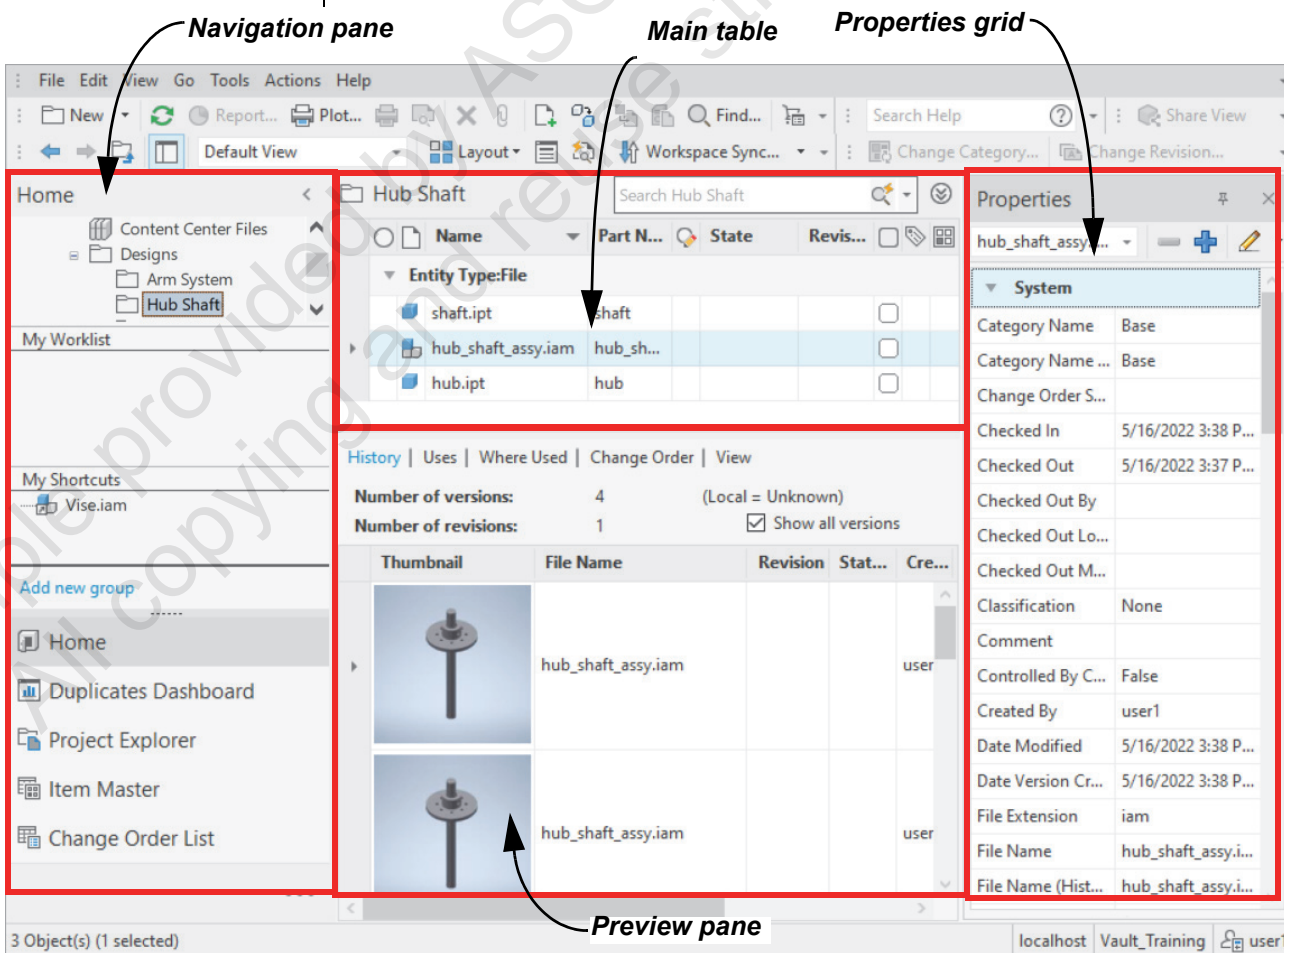 Navigation pane
Main table
Properties grid
File Edit View Go Tools Actions Help
New Report... Plot... Find... Search Help Share View
Default View Layout Workspace Sync... Change Category... Change Revision...
Home
Content Center Files
Designs
Arm System
Hub Shaft
My Worklist
My Shortcuts
Vise.iam
Add new group
Home
Duplicates Dashboard
Project Explorer
Item Master
Change Order List
Hub Shaft Search Hub Shaft
Name Part N... State Revis...
Entity Type:File
shaft.ipt shaft
hub_shaft_assy.iam hub_sh...
hub.ipt hub
History | Uses | Where Used | Change Order | View
Number of versions: 4 (Local = Unknown)
Number of revisions: 1 Show all versions
Thumbnail File Name Revision Stat... Cre...
hub_shaft_assy.iam user
hub_shaft_assy.iam user
Preview pane
Properties
hub_shaft_assy....
System
Category Name Base
Category Name ... Base
Change Order S...
Checked In 5/16/2022 3:38 P...
Checked Out 5/16/2022 3:37 P...
Checked Out By
Checked Out Lo...
Checked Out M...
Classification None
Comment
Controlled By C... False
Created By user1
Date Modified 5/16/2022 3:38 P...
Date Version Cr... 5/16/2022 3:38 P...
File Extension iam
File Name hub_shaft_assy.i...
File Name (Hist... hub_shaft_assy.i...
3 Object(s) (1 selected) localhost Vault_Training user1
provided by ASC
All copying and reuse